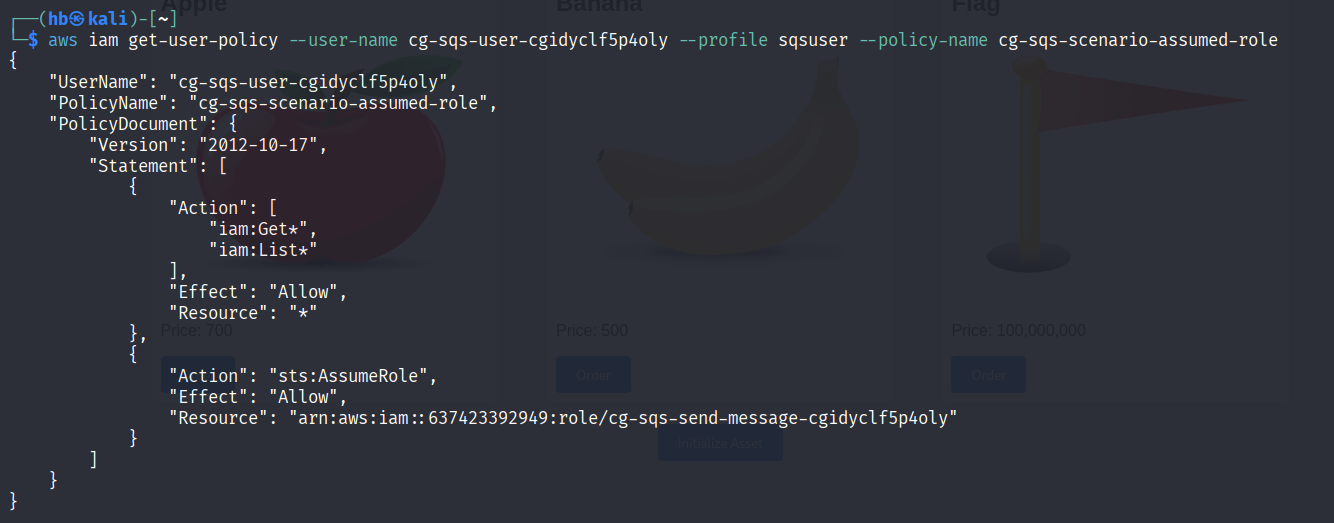 Apple
Banana
Flag
┌──(hb㉿kali)-[~]
└─$ aws iam get-user-policy --user-name cg-sqs-user-cgidyclf5p4oly --profile sqsuser --policy-name cg-sqs-scenario-assumed-role
{
    "UserName": "cg-sqs-user-cgidyclf5p4oly",
    "PolicyName": "cg-sqs-scenario-assumed-role",
    "PolicyDocument": {
        "Version": "2012-10-17",
        "Statement": [
            {
                "Action": [
                    "iam:Get*",
                    "iam:List*"
                ],
                "Effect": "Allow",
                "Resource": "*"
            },
Price: 700
Price: 500
Price: 100,000,000
            {
                "Action": "sts:AssumeRole",
Order
Order
                "Effect": "Allow",
                "Resource": "arn:aws:iam::637423392949:role/cg-sqs-send-message-cgidyclf5p4oly"
            }
Initialize Asset
        ]
    }
}